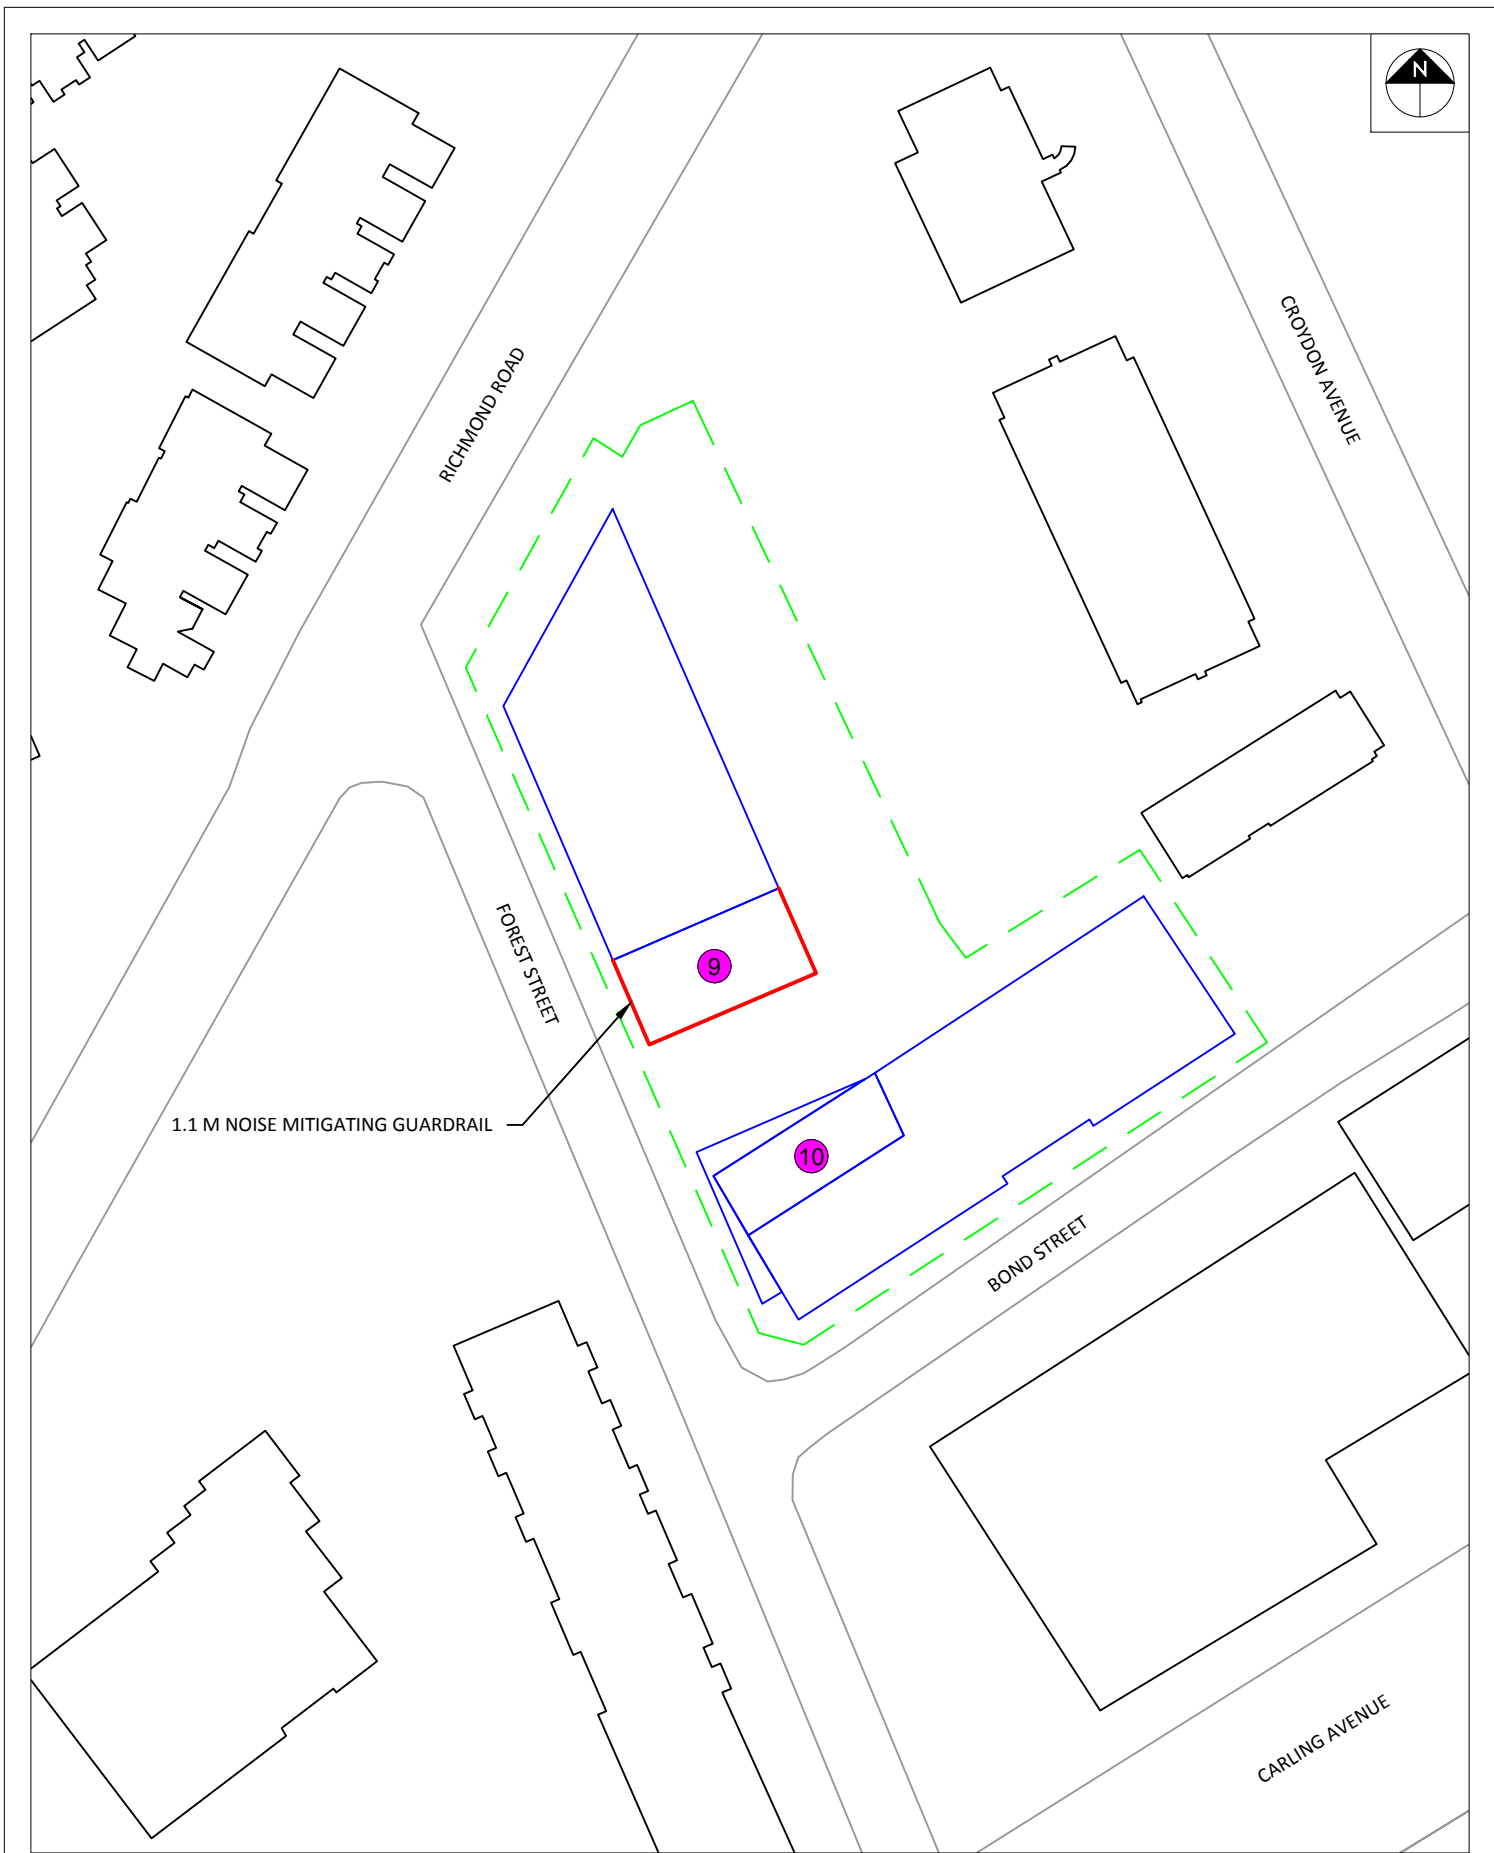 N
RICHMOND ROAD
CROYDON AVENUE
FOREST STREET
9
1.1 M NOISE MITIGATING GUARDRAIL
10
BOND STREET
CARLING AVENUE